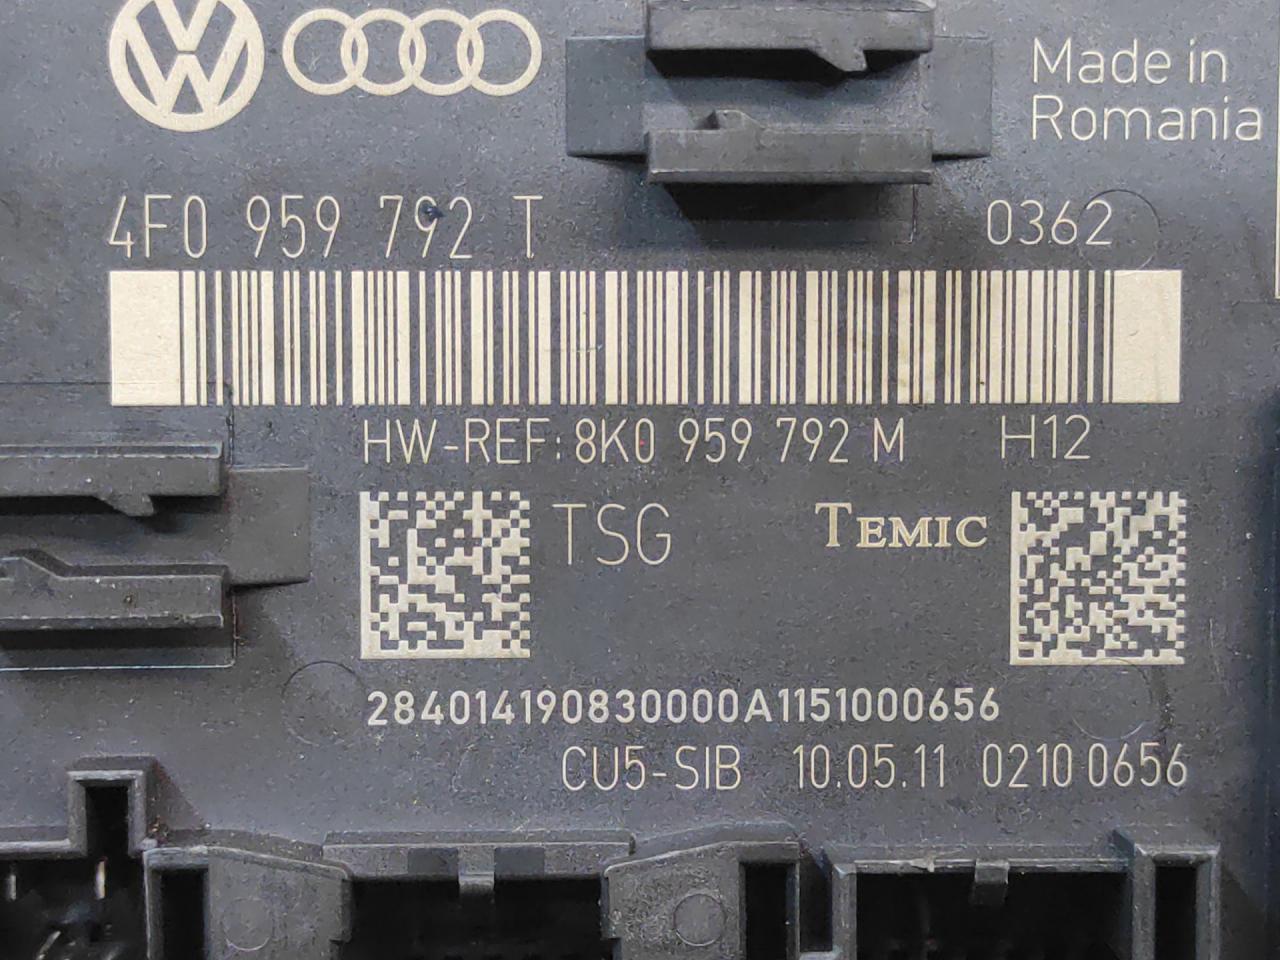 Made in
Romania
4F0 959 792 T 0362
HW-REF: 8K0 959 792 M H12
TSG TEMIC
284014190830000A1151000656
CU5-SIB 10.05.11 0210 0656